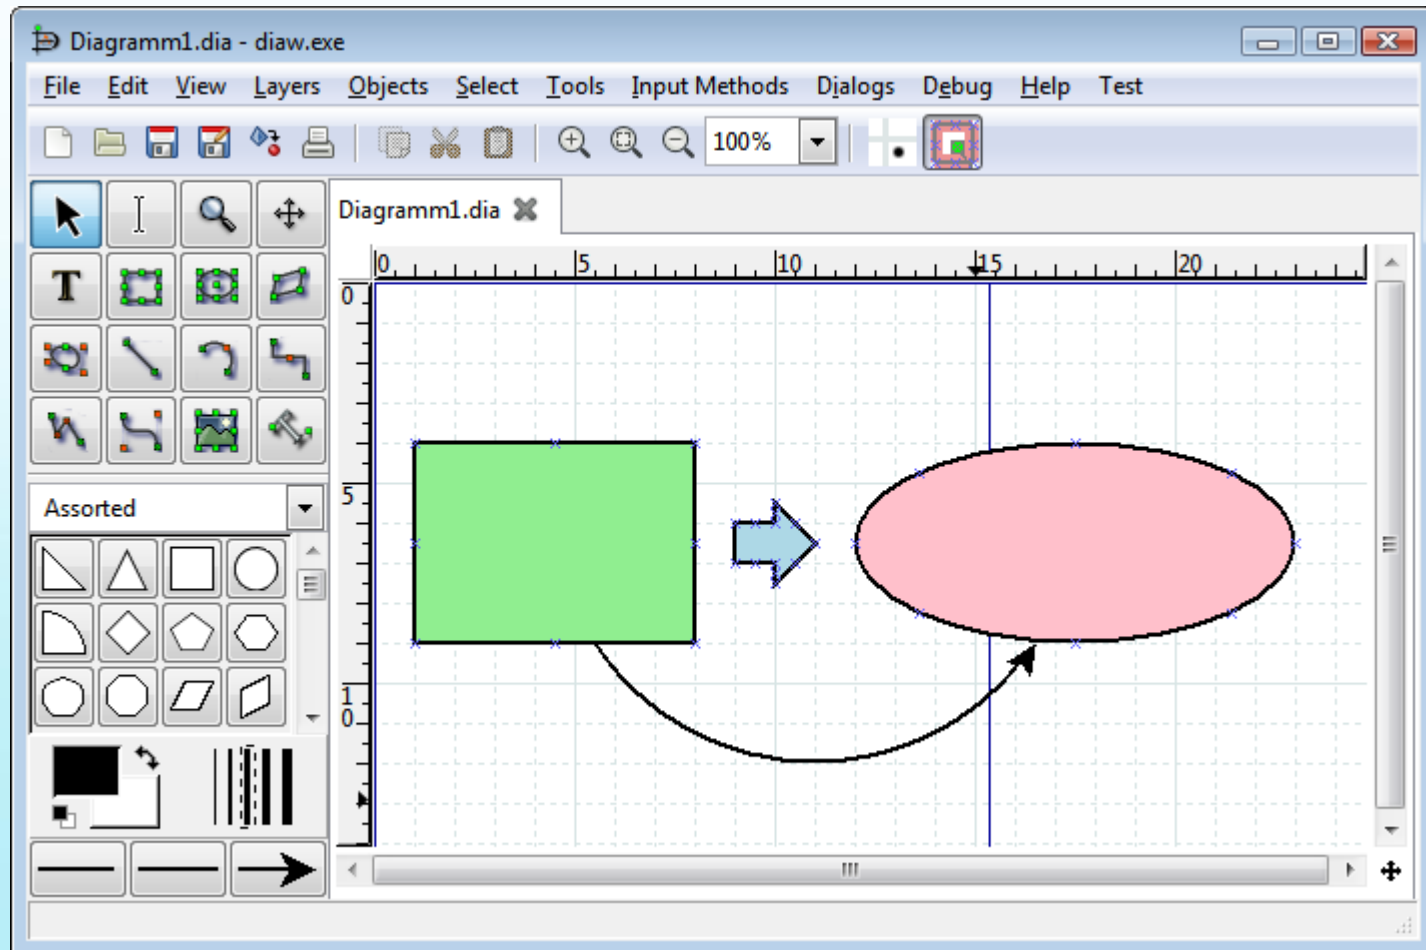 Diagramm1.dia - diaw.exe
File Edit View Layers Objects Select Tools Input Methods Dialogs Debug Help Test
100%
Diagramm1.dia
0 5 10 15 20
0
T
5
Assorted
1
0